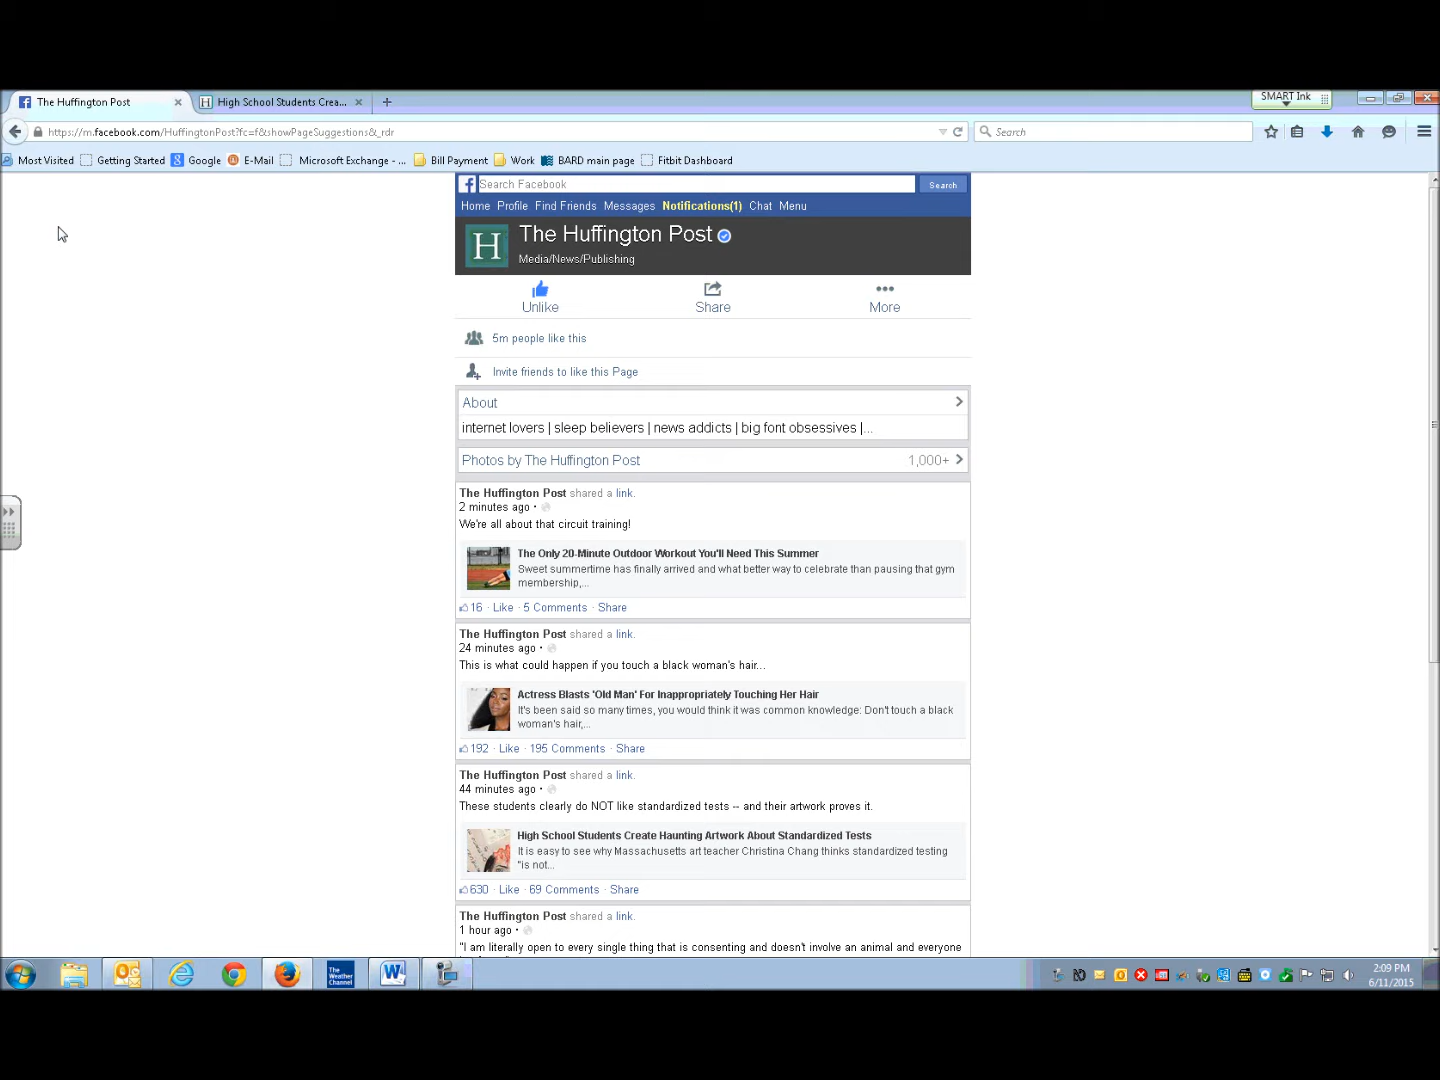 The Huffington Post
High School Students Crea...
SMART Ink
https://m.facebook.com/HuffingtonPost?fc=f&showPageSuggestions&_rdr
Search
Most Visited Getting Started Google E-Mail Microsoft Exchange - ... Bill Payment Work BARD main page Fitbit Dashboard
Search Facebook
Search
Home Profile Find Friends Messages Notifications(1) Chat Menu
H
The Huffington Post
Media/News/Publishing
Unlike Share More
5m people like this
Invite friends to like this Page
About
internet lovers | sleep believers | news addicts | big font obsessives |...
Photos by The Huffington Post 1,000+
The Huffington Post shared a link.
2 minutes ago ·
We're all about that circuit training!
The Only 20-Minute Outdoor Workout You'll Need This Summer
Sweet summertime has finally arrived and what better way to celebrate than pausing that gym
membership,...
16 · Like · 5 Comments · Share
The Huffington Post shared a link.
24 minutes ago ·
This is what could happen if you touch a black woman's hair...
Actress Blasts 'Old Man' For Inappropriately Touching Her Hair
It's been said so many times, you would think it was common knowledge: Don't touch a black
woman's hair,...
192 · Like · 195 Comments · Share
The Huffington Post shared a link.
44 minutes ago ·
These students clearly do NOT like standardized tests -- and their artwork proves it.
High School Students Create Haunting Artwork About Standardized Tests
It is easy to see why Massachusetts art teacher Christina Chang thinks standardized testing
"is not...
630 · Like · 69 Comments · Share
The Huffington Post shared a link.
1 hour ago ·
"I am literally open to every single thing that is consenting and doesn't involve an animal and everyone
The Weather Channel
2:09 PM
6/11/2015